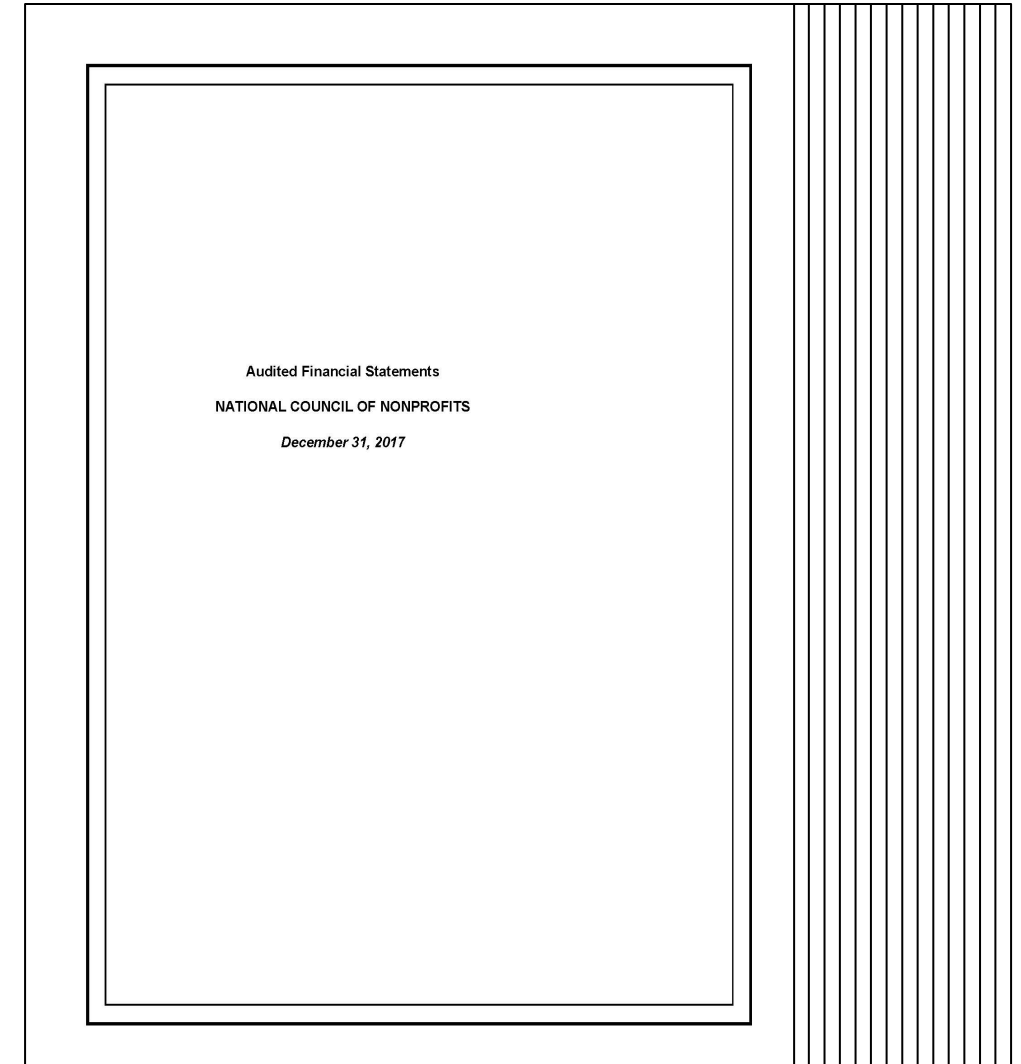 Audited Financial Statements
NATIONAL COUNCIL OF NONPROFITS
December 31, 2017